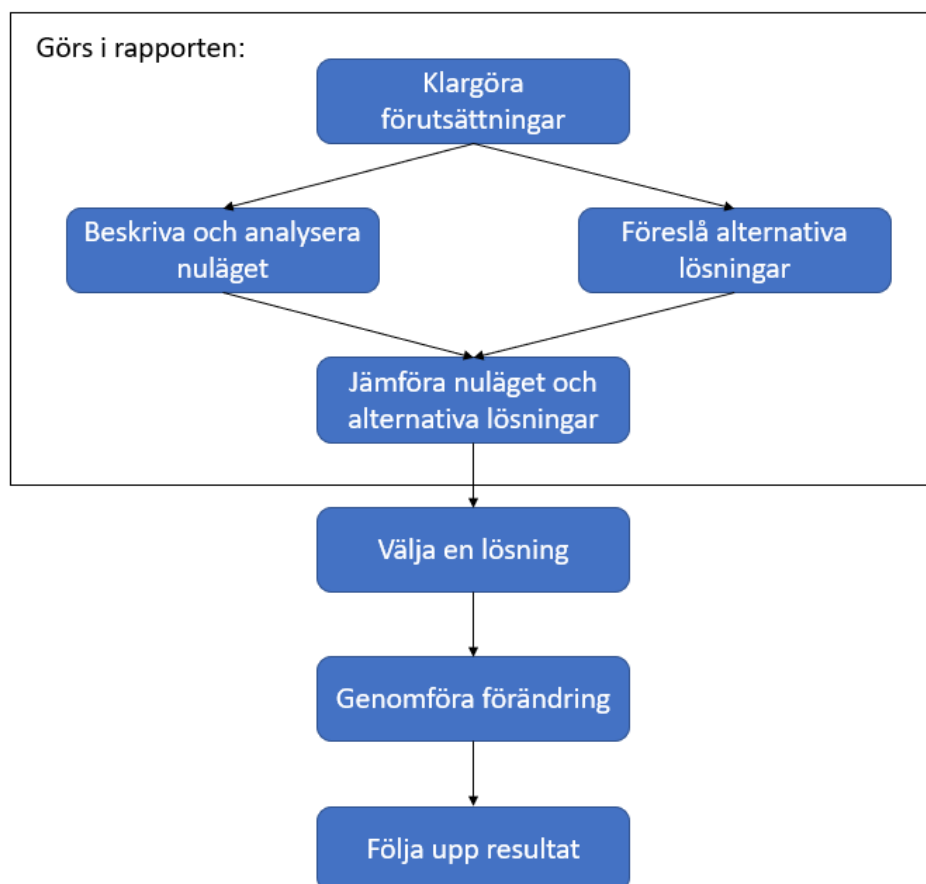 Görs i rapporten:
Klargöra
förutsättningar
Beskriva och analysera
nuläget
Föreslå alternativa
lösningar
Jämföra nuläget och
alternativa lösningar
Välja en lösning
Genomföra förändring
Följa upp resultat